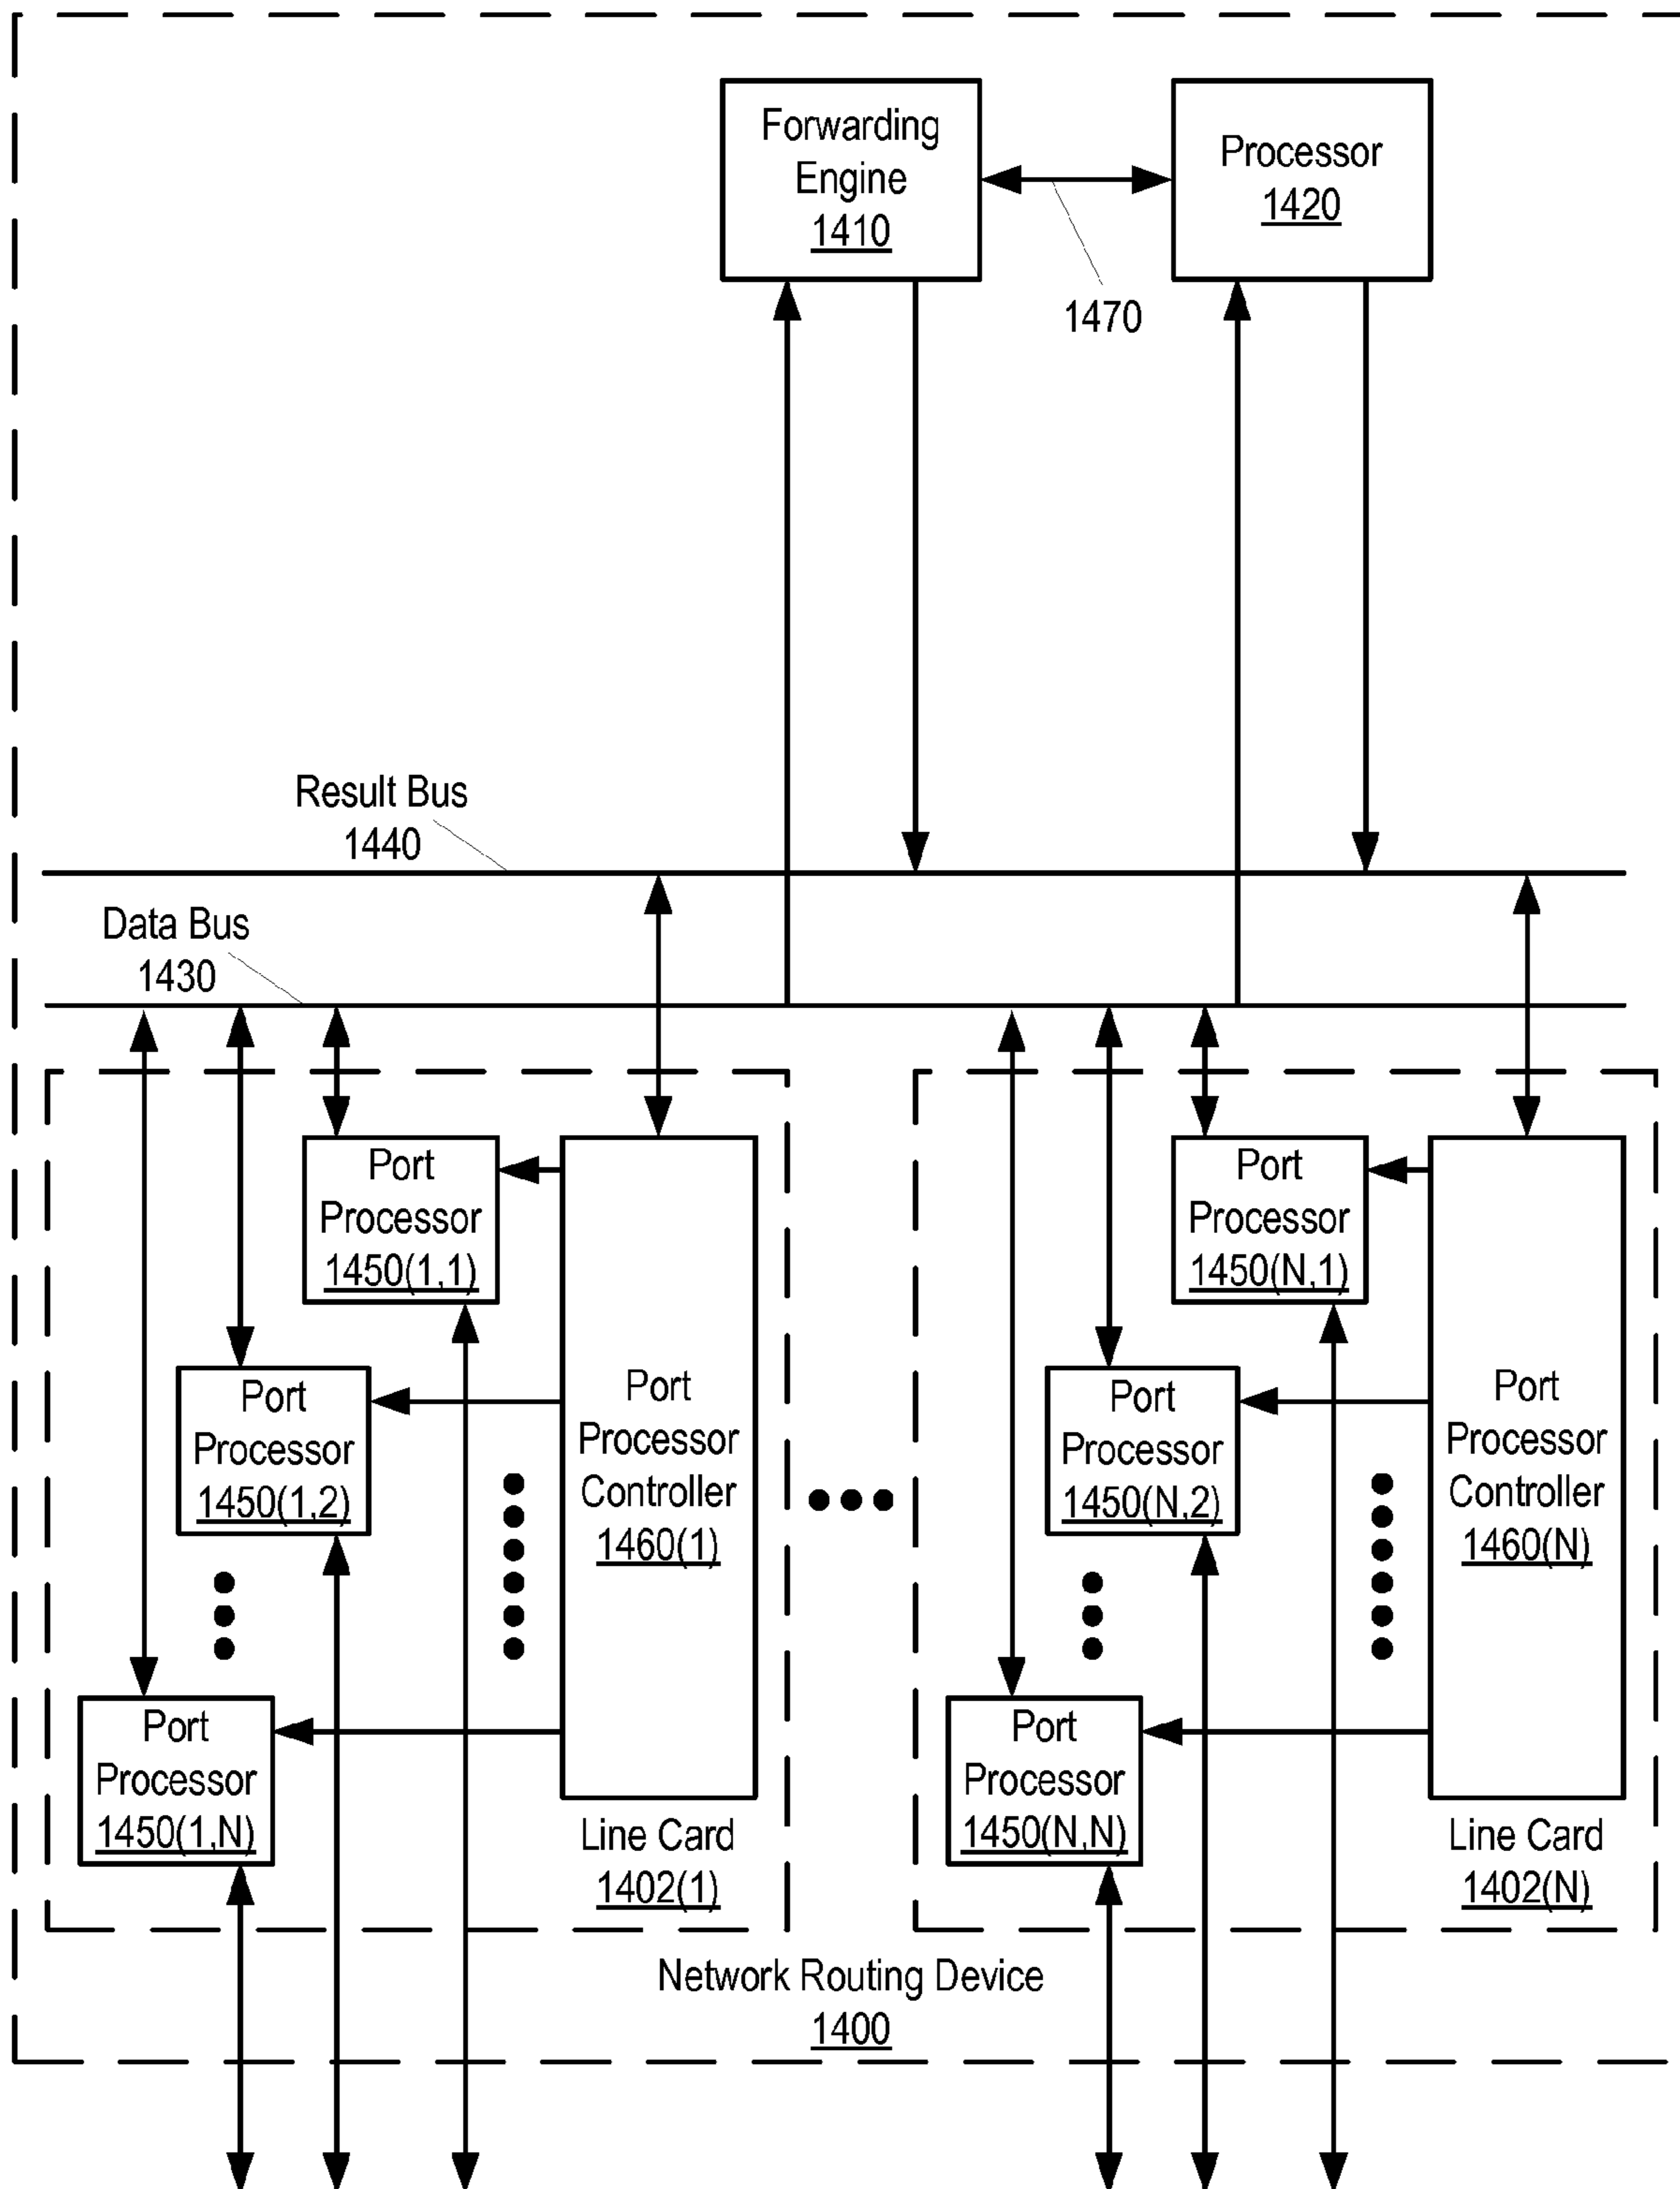 Forwarding
Engine
1410
Processor
1420
1470
Result Bus
1440
Data Bus
1430
Port
Processor
1450(1,1)
Port
Processor
1450(1,2)
Port
Processor
1450(1,N)
Port
Processor
Controller
1460(1)
Line Card
1402(1)
Port
Processor
1450(N,1)
Port
Processor
1450(N,2)
Port
Processor
1450(N,N)
Port
Processor
Controller
1460(N)
Line Card
1402(N)
Network Routing Device
1400